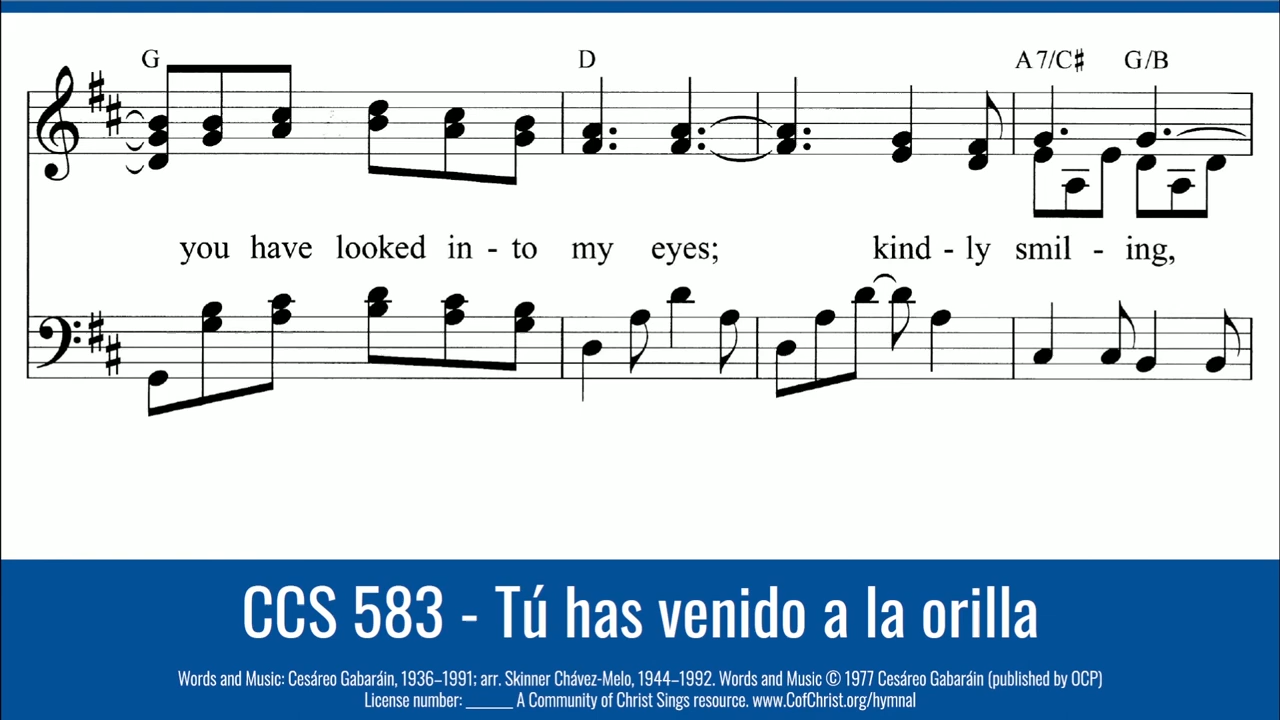 G D A7/C♯ G/B
you have looked in - to my eyes; kind - ly smil - ing,
CCS 583 - Tú has venido a la orilla
Words and Music: Cesáreo Gabaráin, 1936–1991; arr. Skinner Chávez-Melo, 1944–1992. Words and Music © 1977 Cesáreo Gabaráin (published by OCP)
License number: ______ A Community of Christ Sings resource. www.CofChrist.org/hymnal